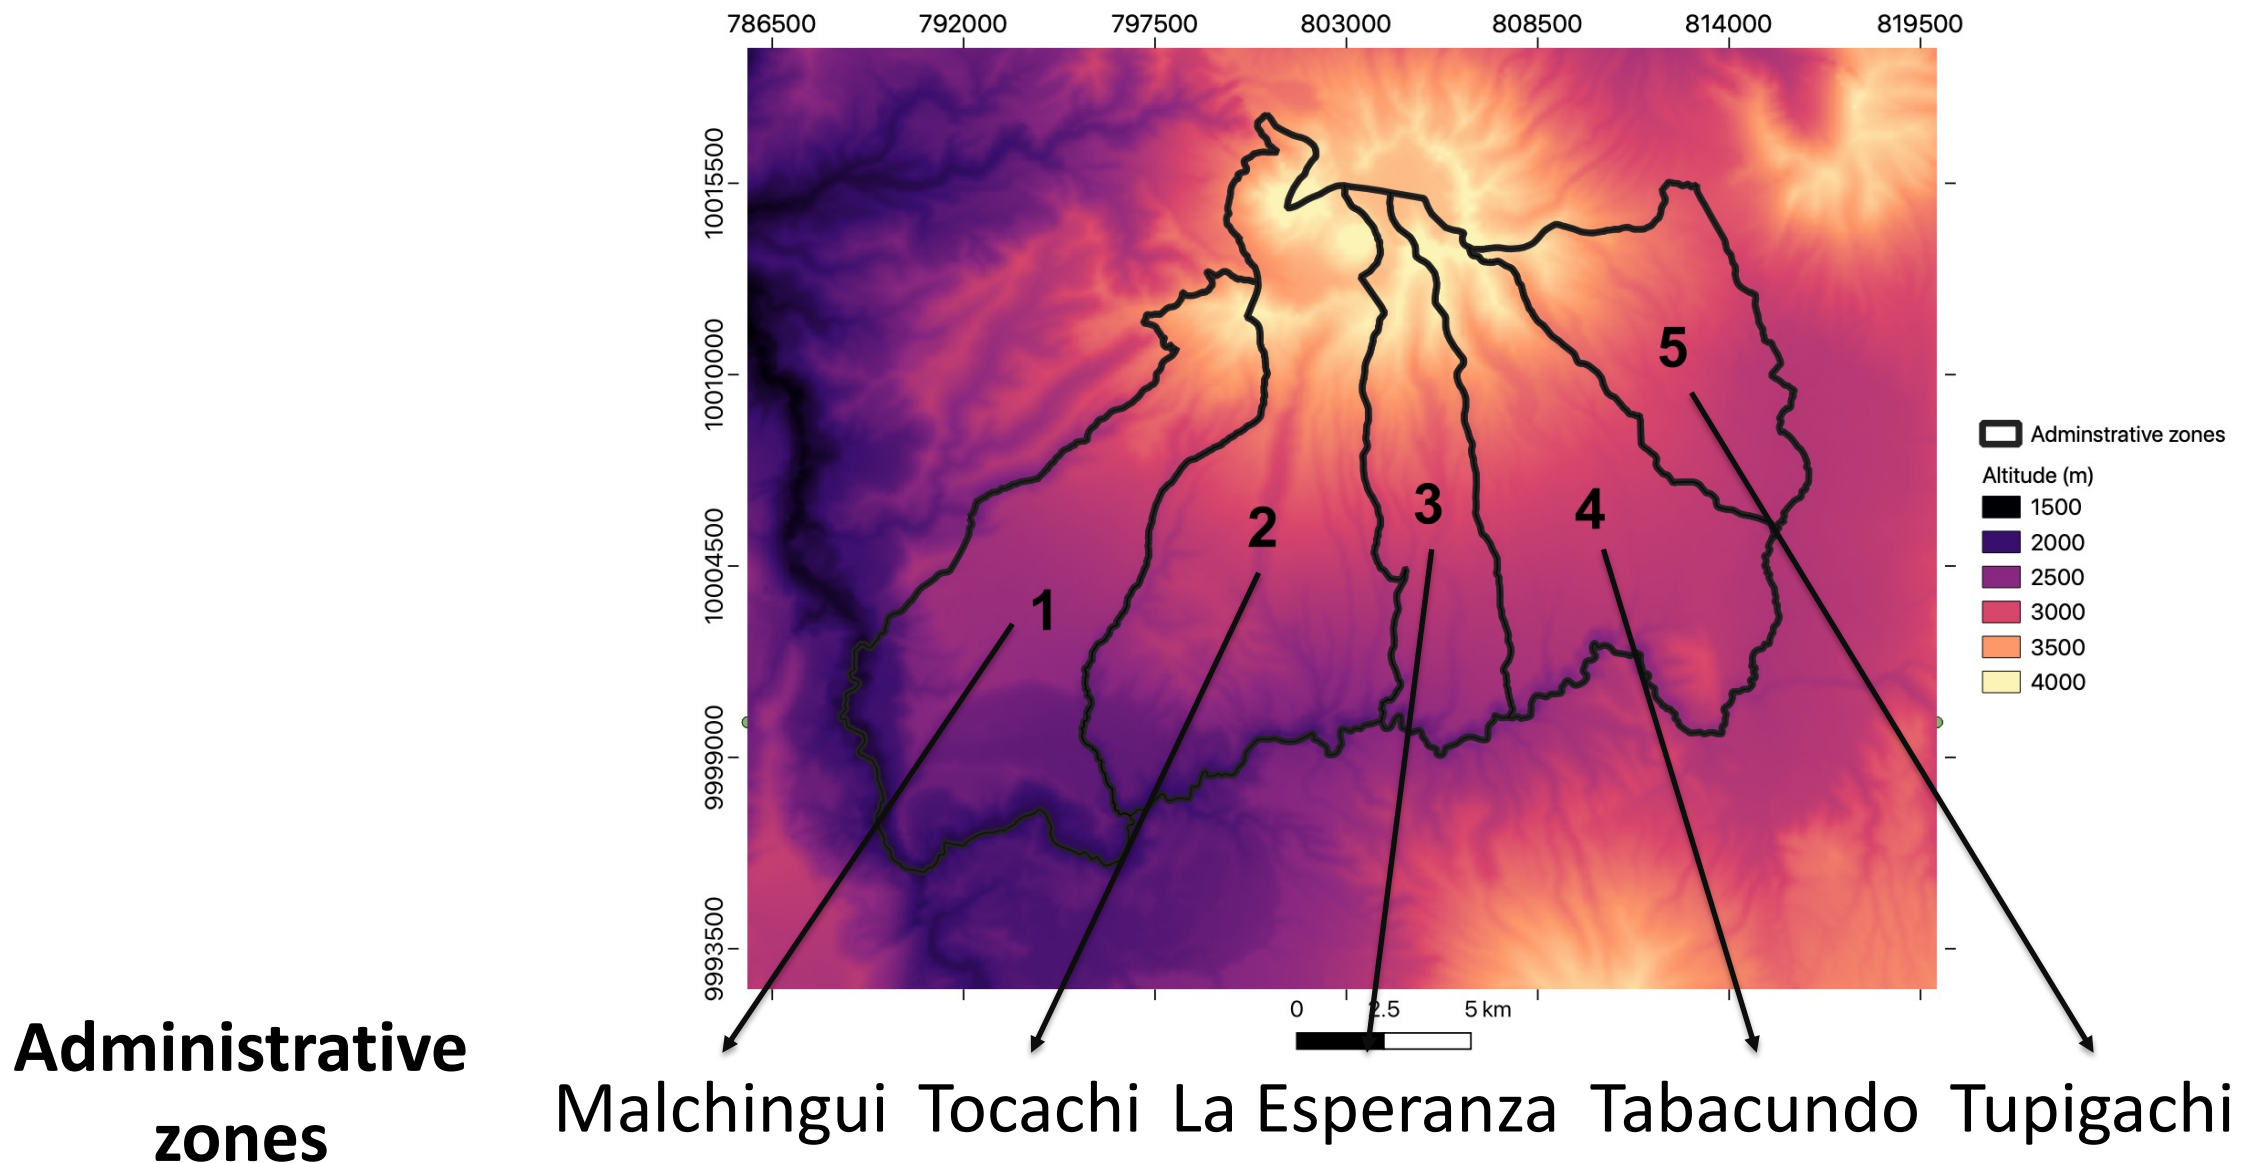 786500 792000 797500 803000 808500 814000 819500
10015500
10010000
10004500
9999000
9993500
1
2
3
4
5
Adminstrative zones
Altitude (m)
1500
2000
2500
3000
3500
4000
0 2.5 5 km
Administrative
zones
Malchingui Tocachi La Esperanza Tabacundo Tupigachi